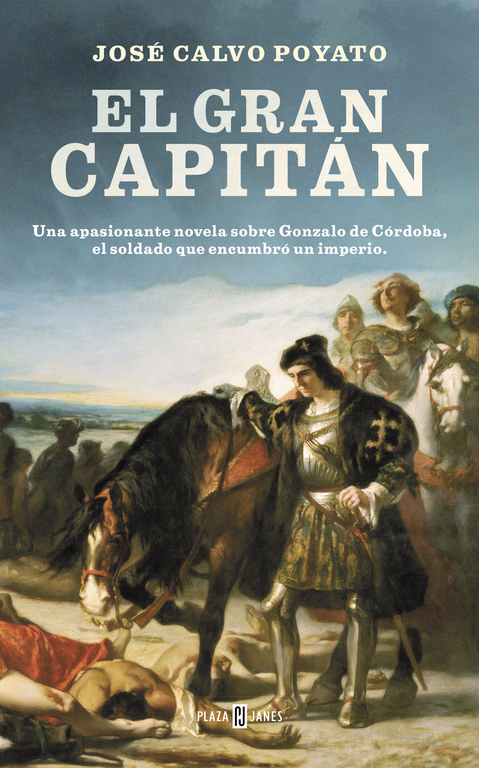 JOSÉ CALVO POYATO
EL GRAN
CAPITÁN
Una apasionante novela sobre Gonzalo de Córdoba,
el soldado que encumbró un imperio.
PLAZA JANÉS